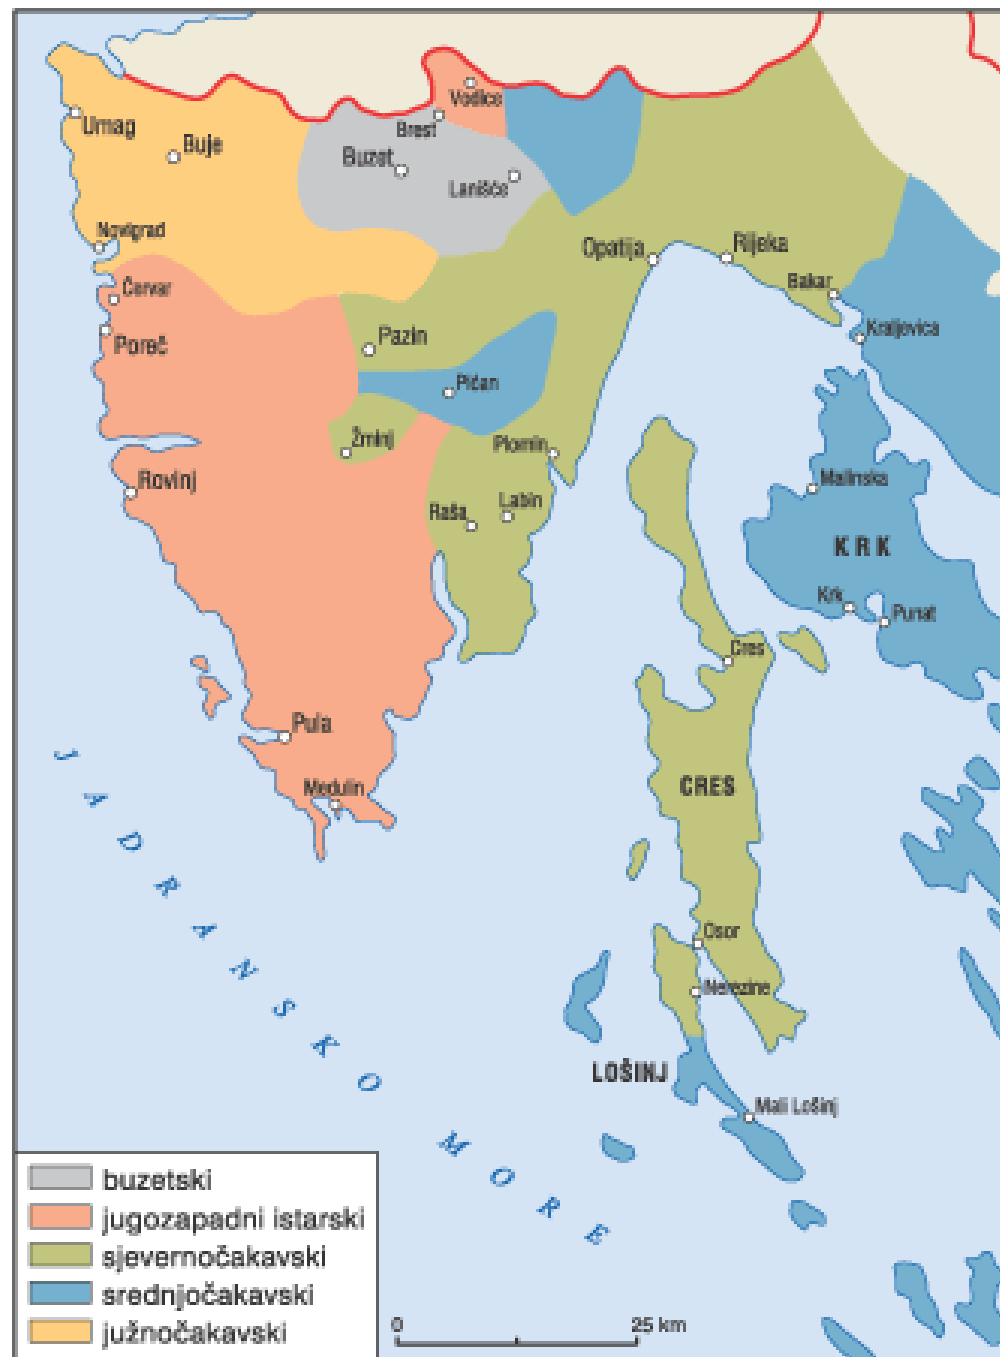 Vodice
Umag
Brest
Buje
Buzet
Lanišće
Novigrad
Opatija
Rijeka
Bakar
Červar
Poreč
Pazin
Kraljevica
Pićan
Žminj
Plomin
Rovinj
Malinska
Raša
Labin
KRK
Krk
Punat
Cres
Pula
Medulin
CRES
JADRANSKO MORE
Osor
Nerezine
LOŠINJ
Mali Lošinj
buzetski
jugozapadni istarski
sjevernočakavski
srednjočakavski
južnočakavski
0 25 km